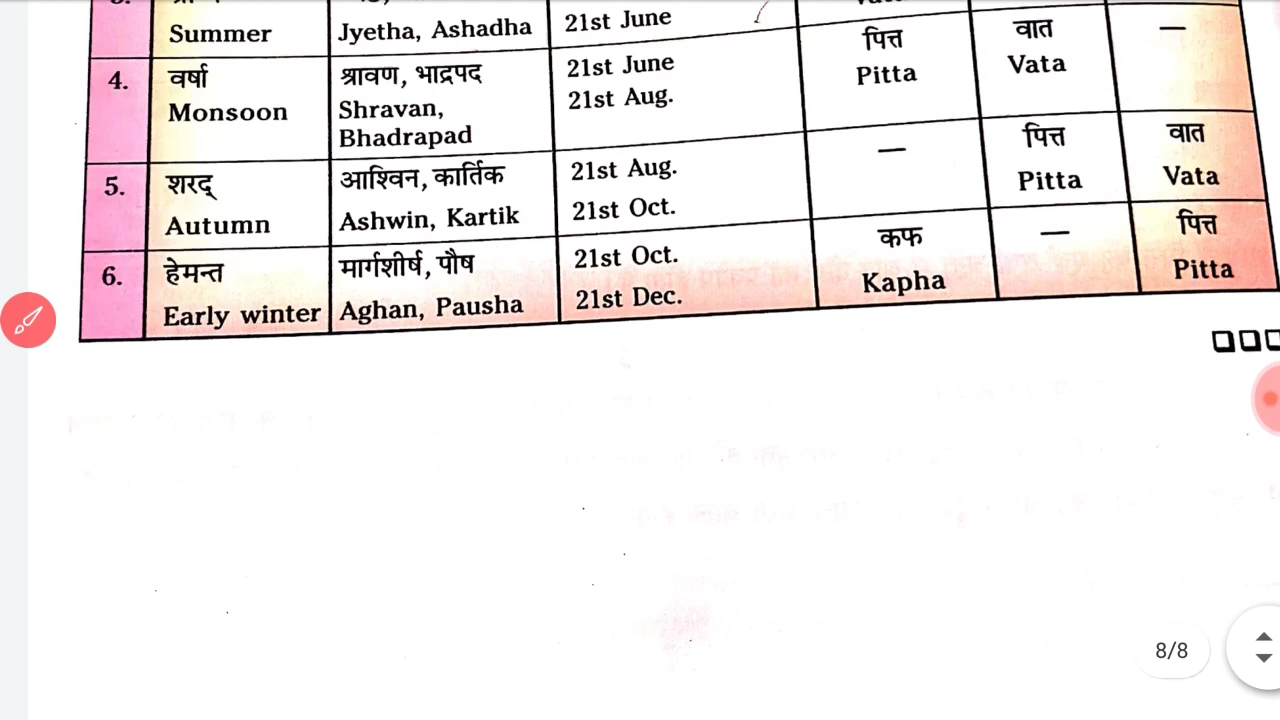 Summer Jyetha, Ashadha 21st June
4. वर्षा श्रावण, भाद्रपद 21st June पित्त वात —
Monsoon Shravan, 21st Aug. Pitta Vata
Bhadrapad
5. शरद् आश्विन, कार्तिक 21st Aug. — पित्त वात
Autumn Ashwin, Kartik 21st Oct. Pitta Vata
6. हेमन्त मार्गशीर्ष, पौष 21st Oct. कफ — पित्त
Early winter Aghan, Pausha 21st Dec. Kapha Pitta
8/8